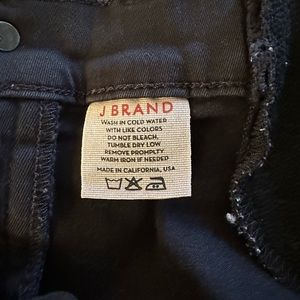 J BRAND
WASH IN COLD WATER
WITH LIKE COLORS
DO NOT BLEACH,
TUMBLE DRY LOW
REMOVE PROMPLTY
WARM IRON IF NEEDED
MADE IN CALIFORNIA, USA